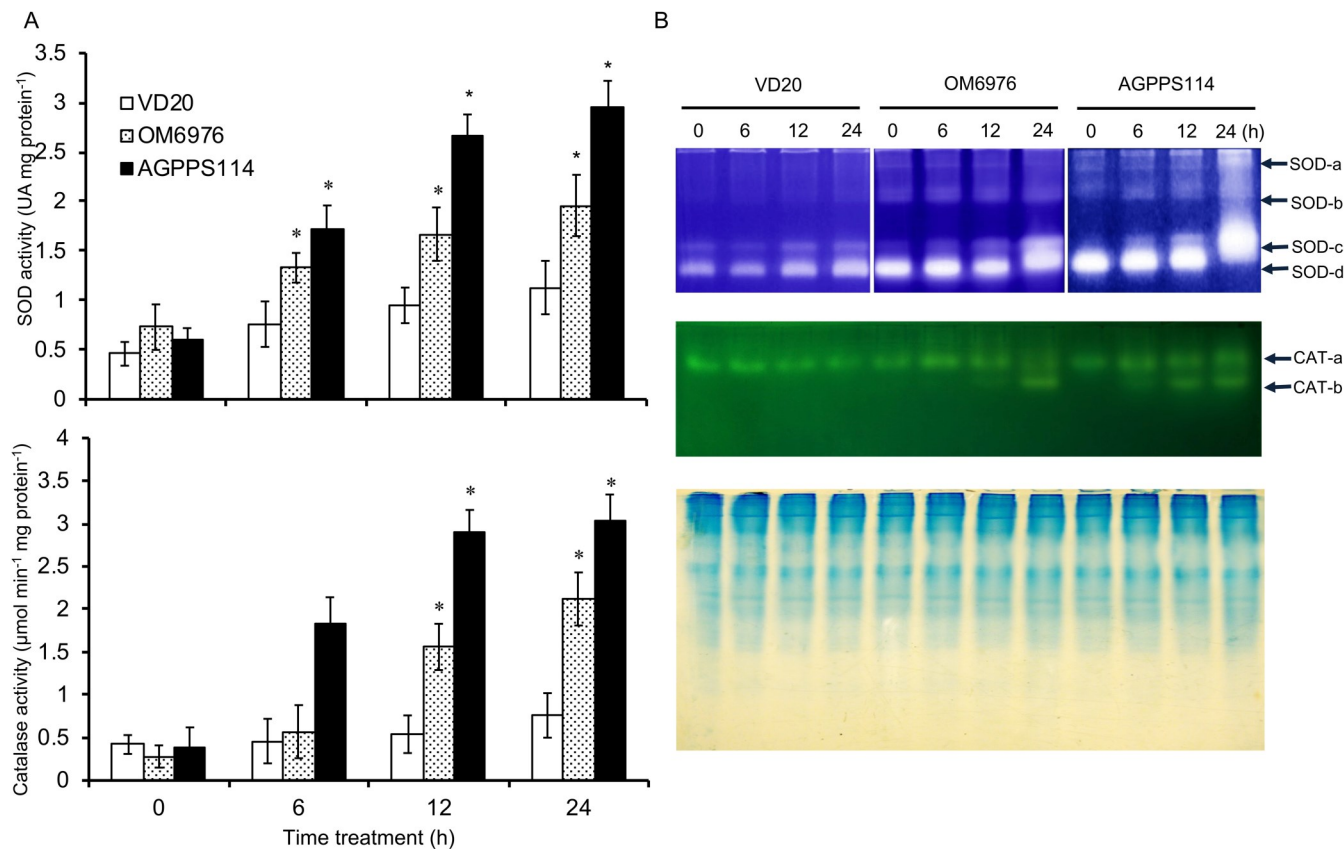 A
SOD activity (UA mg protein⁻¹)
3.5
3
2.5
2
1.5
1
0.5
0
VD20
OM6976
AGPPS114
* *
* *
* *
Catalase activity (µmol min⁻¹ mg protein⁻¹)
4
3.5
3
2.5
2
1.5
1
0.5
0
* *
* *
0 6 12 24
Time treatment (h)
B
VD20 OM6976 AGPPS114
0 6 12 24 0 6 12 24 0 6 12 24 (h)
SOD-a
SOD-b
SOD-c
SOD-d
CAT-a
CAT-b